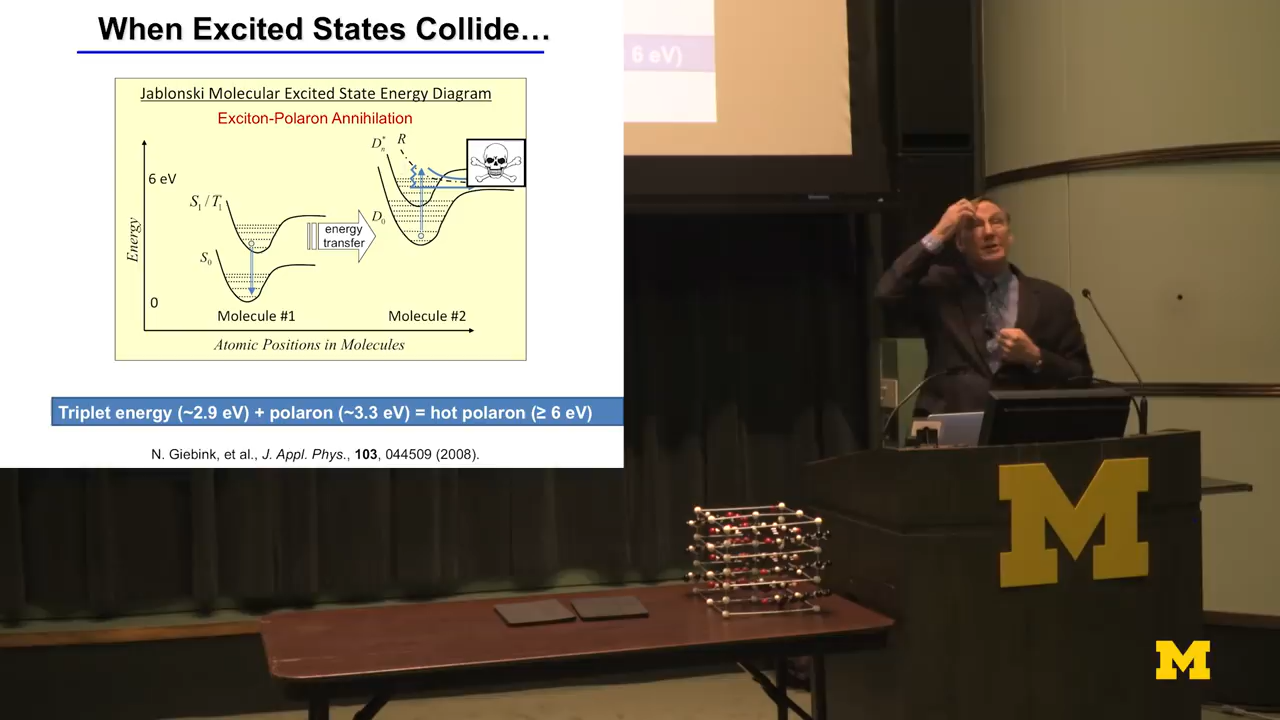 When Excited States Collide…
Jablonski Molecular Excited State Energy Diagram
Exciton-Polaron Annihilation
Dₙ* R
6 eV
S₁ / T₁
D₀
Energy
energy
transfer
S₀
0
Molecule #1 Molecule #2
Atomic Positions in Molecules
Triplet energy (~2.9 eV) + polaron (~3.3 eV) = hot polaron (≥ 6 eV)
N. Giebink, et al., J. Appl. Phys., 103, 044509 (2008).
6 eV)
M
M